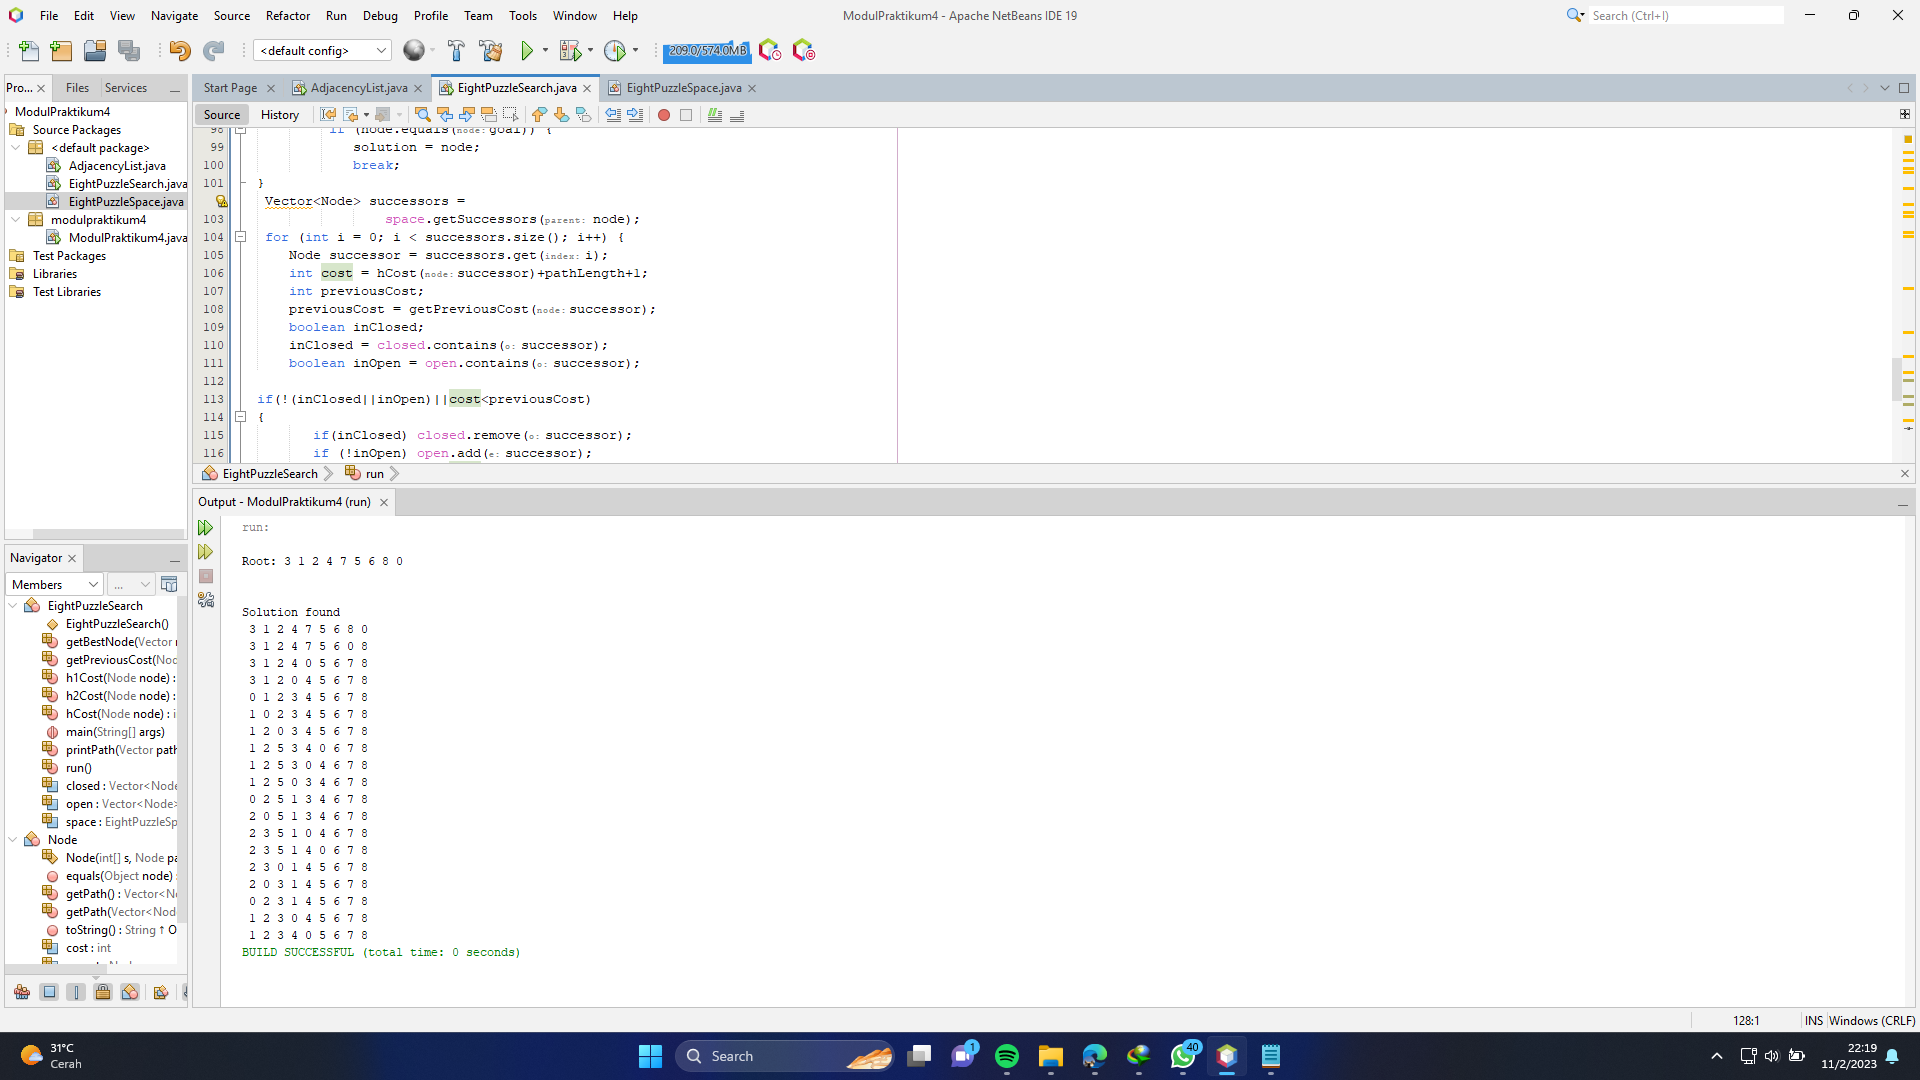 File Edit View Navigate Source Refactor Run Debug Profile Team Tools Window Help
ModulPraktikum4 - Apache NetBeans IDE 19
Search (Ctrl+I)
<default config>
209.0/574.0MB
Pro... Files Services
ModulPraktikum4
Source Packages
<default package>
AdjacencyList.java
EightPuzzleSearch.java
EightPuzzleSpace.java
modulpraktikum4
ModulPraktikum4.java
Test Packages
Libraries
Test Libraries
Start Page AdjacencyList.java EightPuzzleSearch.java EightPuzzleSpace.java
Source History
98 if (node.equals(node: goal)) {
99 solution = node;
100 break;
101 }
Vector<Node> successors =
103 space.getSuccessors(parent: node);
104 for (int i = 0; i < successors.size(); i++) {
105 Node successor = successors.get(index: i);
106 int cost = hCost(node: successor)+pathLength+1;
107 int previousCost;
108 previousCost = getPreviousCost(node: successor);
109 boolean inClosed;
110 inClosed = closed.contains(o: successor);
111 boolean inOpen = open.contains(o: successor);
112
113 if(!(inClosed||inOpen)||cost<previousCost)
114 {
115 if(inClosed) closed.remove(o: successor);
116 if (!inOpen) open.add(e: successor);
EightPuzzleSearch run
Output - ModulPraktikum4 (run)
run:
Root: 3 1 2 4 7 5 6 8 0
Solution found
3 1 2 4 7 5 6 8 0
3 1 2 4 7 5 6 0 8
3 1 2 4 0 5 6 7 8
3 1 2 0 4 5 6 7 8
0 1 2 3 4 5 6 7 8
1 0 2 3 4 5 6 7 8
1 2 0 3 4 5 6 7 8
1 2 5 3 4 0 6 7 8
1 2 5 3 0 4 6 7 8
1 2 5 0 3 4 6 7 8
0 2 5 1 3 4 6 7 8
2 0 5 1 3 4 6 7 8
2 3 5 1 0 4 6 7 8
2 3 5 1 4 0 6 7 8
2 3 0 1 4 5 6 7 8
2 0 3 1 4 5 6 7 8
0 2 3 1 4 5 6 7 8
1 2 3 0 4 5 6 7 8
1 2 3 4 0 5 6 7 8
BUILD SUCCESSFUL (total time: 0 seconds)
Navigator
Members ...
EightPuzzleSearch
EightPuzzleSearch()
getBestNode(Vector
getPreviousCost(Nod
h1Cost(Node node) :
h2Cost(Node node) :
hCost(Node node) : i
main(String[] args)
printPath(Vector path
run()
closed : Vector<Node
open : Vector<Node>
space : EightPuzzleSp
Node
Node(int[] s, Node pa
equals(Object node)
getPath() : Vector<N
getPath(Vector<Nod
toString() : String ↑ O
cost : int
128:1 INS Windows (CRLF)
31°C
Cerah
Search
1
40
22:19
11/2/2023